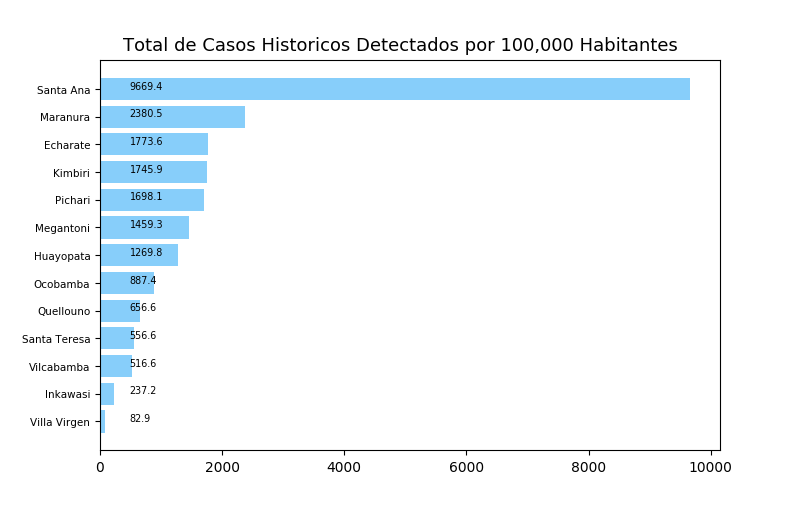 Total de Casos Historicos Detectados por 100,000 Habitantes
Santa Ana 9669.4
Maranura 2380.5
Echarate 1773.6
Kimbiri 1745.9
Pichari 1698.1
Megantoni 1459.3
Huayopata 1269.8
Ocobamba 887.4
Quellouno 656.6
Santa Teresa 556.6
Vilcabamba 516.6
Inkawasi 237.2
Villa Virgen 82.9
0 2000 4000 6000 8000 10000